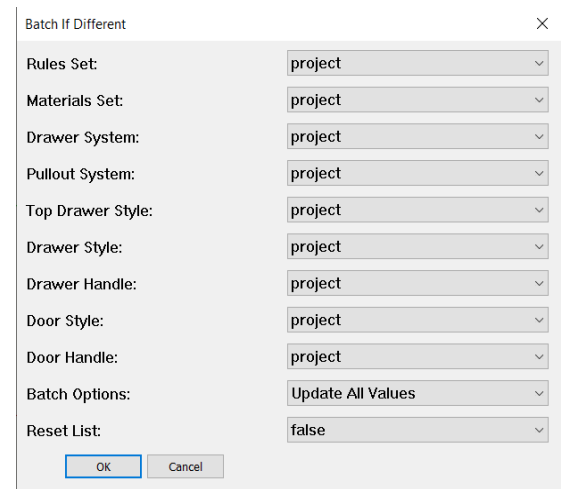 Batch If Different
Rules Set: project
Materials Set: project
Drawer System: project
Pullout System: project
Top Drawer Style: project
Drawer Style: project
Drawer Handle: project
Door Style: project
Door Handle: project
Batch Options: Update All Values
Reset List: false
OK Cancel